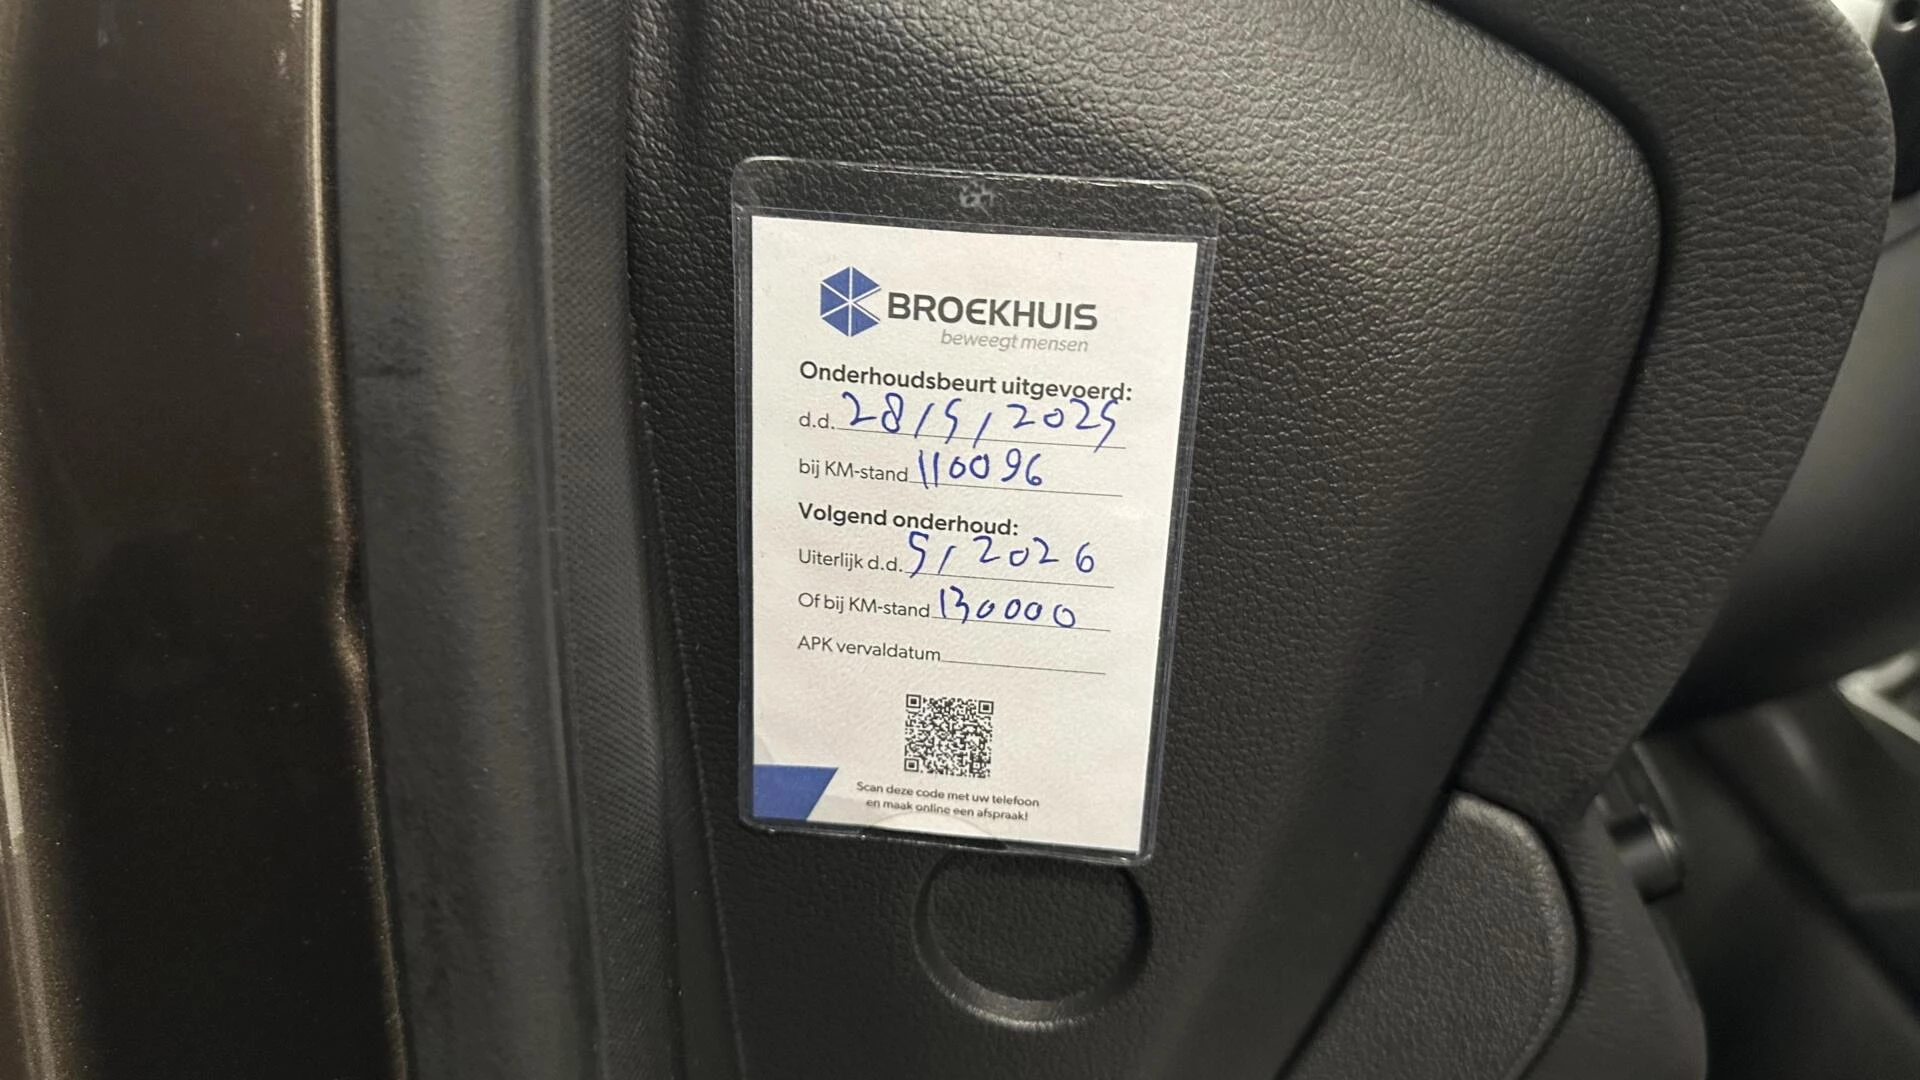 BROEKHUIS
beweegt mensen
Onderhoudsbeurt uitgevoerd:
d.d. 28/5/2025
bij KM-stand 110096
Volgend onderhoud:
Uiterlijk d.d. 5/2026
Of bij KM-stand 130000
APK vervaldatum
Scan deze code met uw telefoon
en maak online een afspraak!